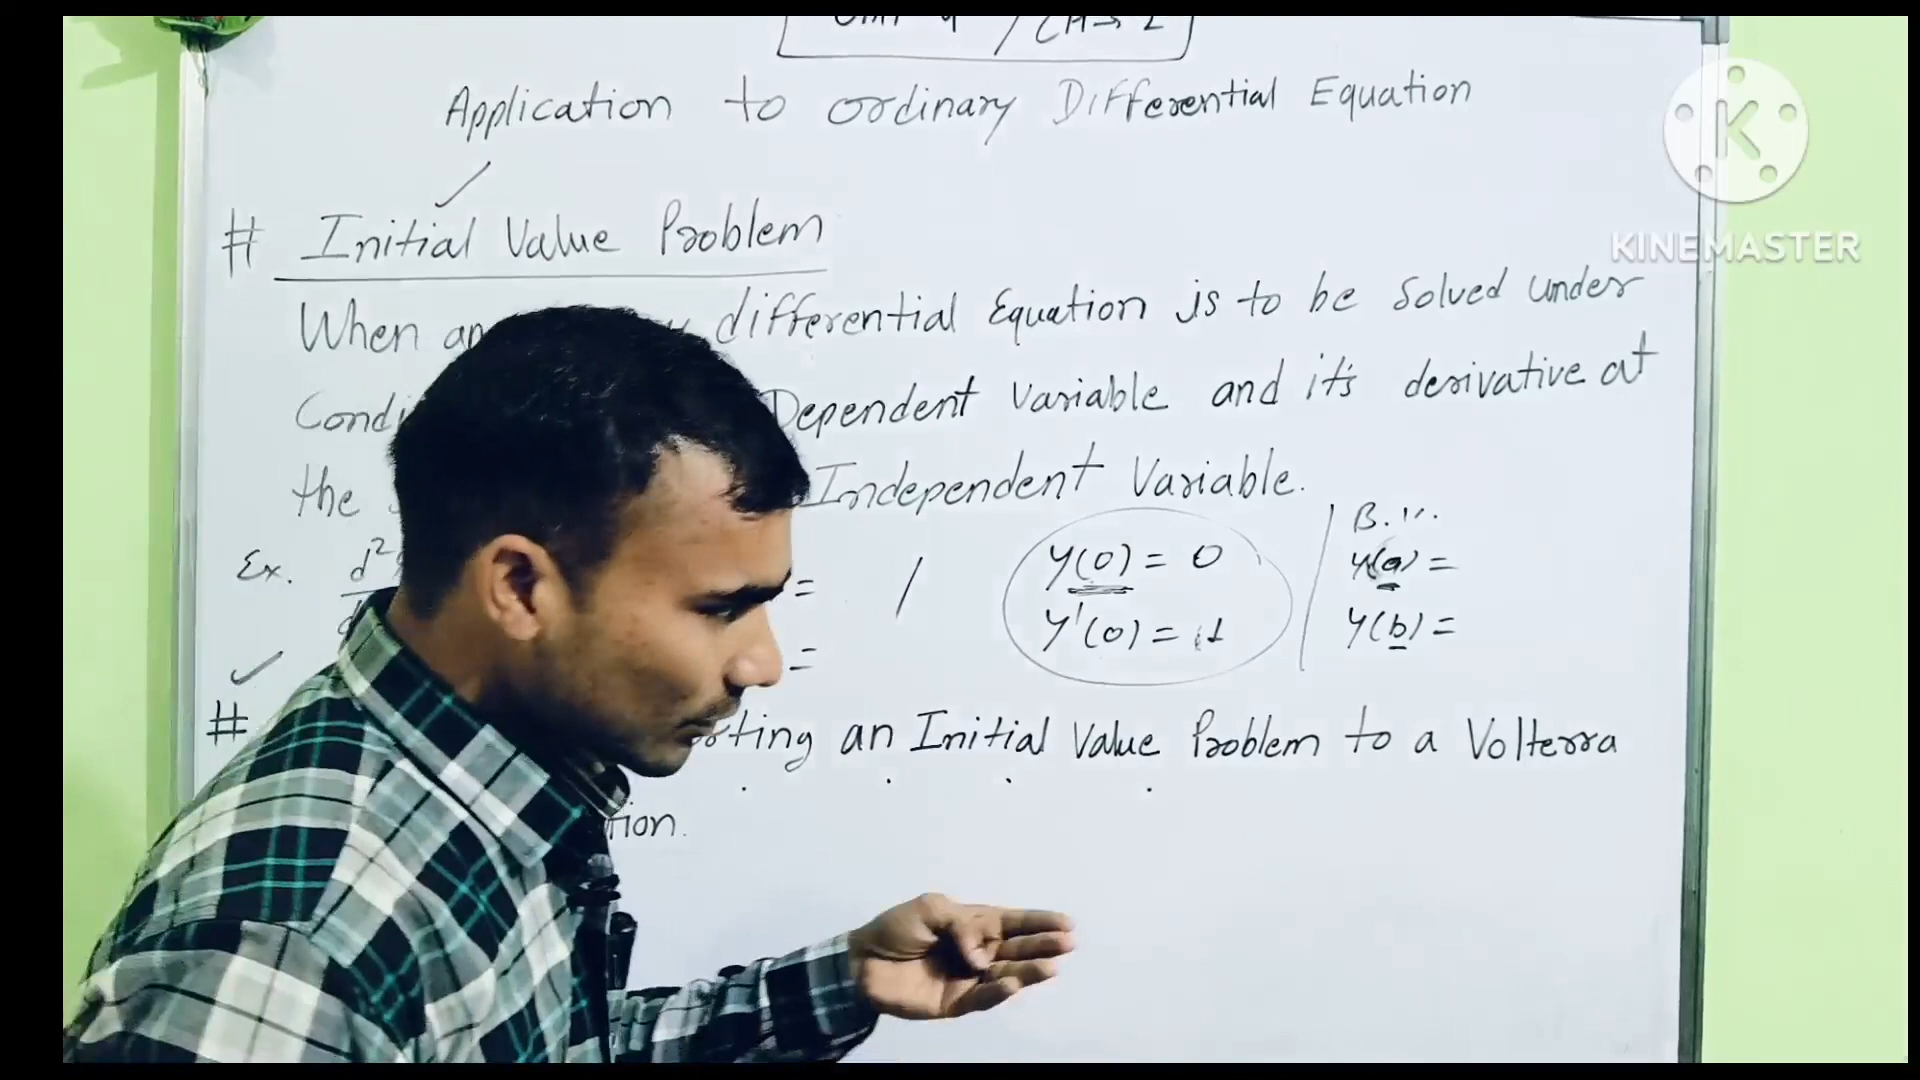 Application to ordinary Differential Equation
# Initial Value Problem
When an differential Equation is to be solved under
Dependent Variable and it's derivative at
the Independent Variable.
Ex. = / y(0) = 0
y'(0) = 1
B.V.
y(a) =
y(b) =
# an Initial Value Problem to a Volterra
K
KINEMASTER